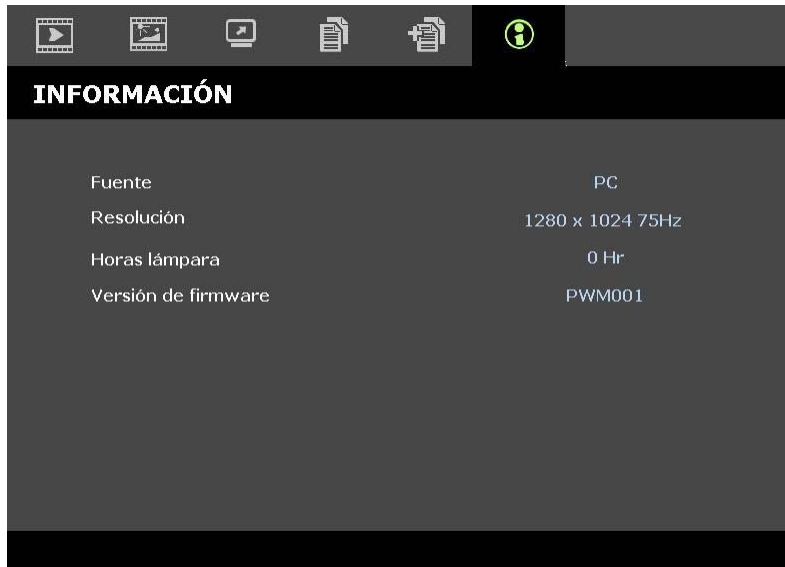 INFORMACIÓN
Fuente PC
Resolución 1280 x 1024 75Hz
Horas lámpara 0 Hr
Versión de firmware PWM001